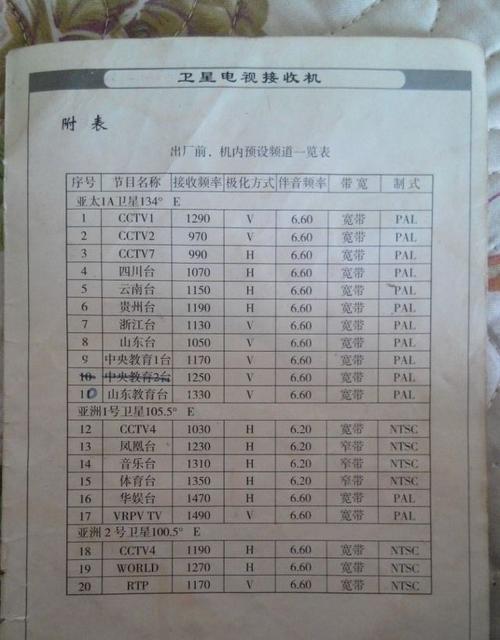 卫星电视接收机
附表
出厂前，机内预设频道一览表
序号 节目名称 接收频率 极化方式 伴音频率 带宽 制式
亚太1A卫星134° E
1 CCTV1 1290 V 6.60 宽带 PAL
2 CCTV2 970 V 6.60 宽带 PAL
3 CCTV7 990 H 6.60 宽带 PAL
4 四川台 1070 H 6.60 宽带 PAL
5 云南台 1150 H 6.60 宽带 PAL
6 贵州台 1190 H 6.60 宽带 PAL
7 浙江台 1130 V 6.60 宽带 PAL
8 山东台 1050 V 6.60 宽带 PAL
9 中央教育1台 1170 V 6.60 宽带 PAL
10 中央教育2台 1250 V 6.60 宽带 PAL
10 山东教育台 1330 V 6.60 宽带 PAL
亚洲1号卫星105.5° E
12 CCTV4 1030 H 6.20 宽带 NTSC
13 凤凰台 1230 H 6.20 窄带 NTSC
14 音乐台 1310 H 6.20 窄带 NTSC
15 体育台 1350 H 6.20 窄带 NTSC
16 华娱台 1470 H 6.60 宽带 PAL
17 VRPV TV 1490 V 6.60 宽带 PAL
亚洲2号卫星100.5° E
18 CCTV4 1190 H 6.60 宽带 NTSC
19 WORLD 1270 H 6.60 宽带 NTSC
20 RTP 1170 V 6.60 宽带 NTSC